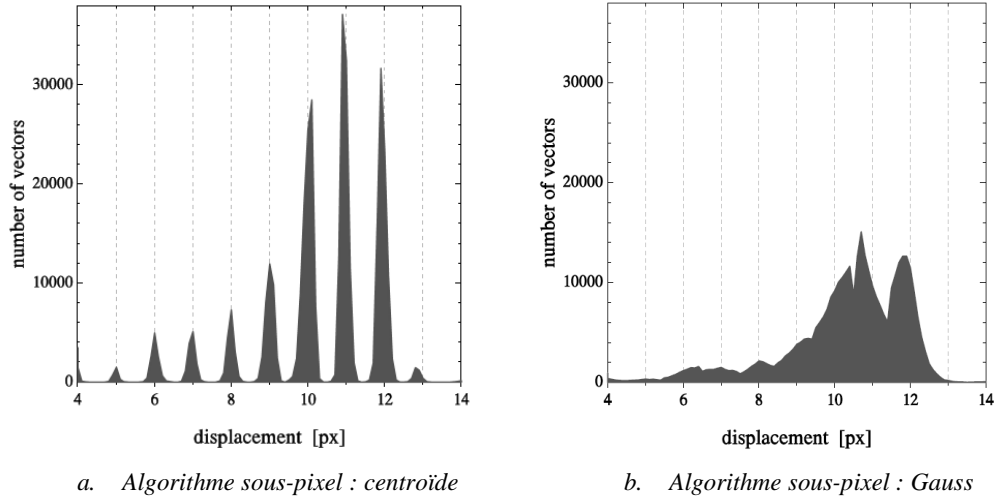 number of vectors
30000
20000
10000
0
4 6 8 10 12 14
displacement [px]
a. Algorithme sous-pixel : centroïde
number of vectors
30000
20000
10000
0
4 6 8 10 12 14
displacement [px]
b. Algorithme sous-pixel : Gauss